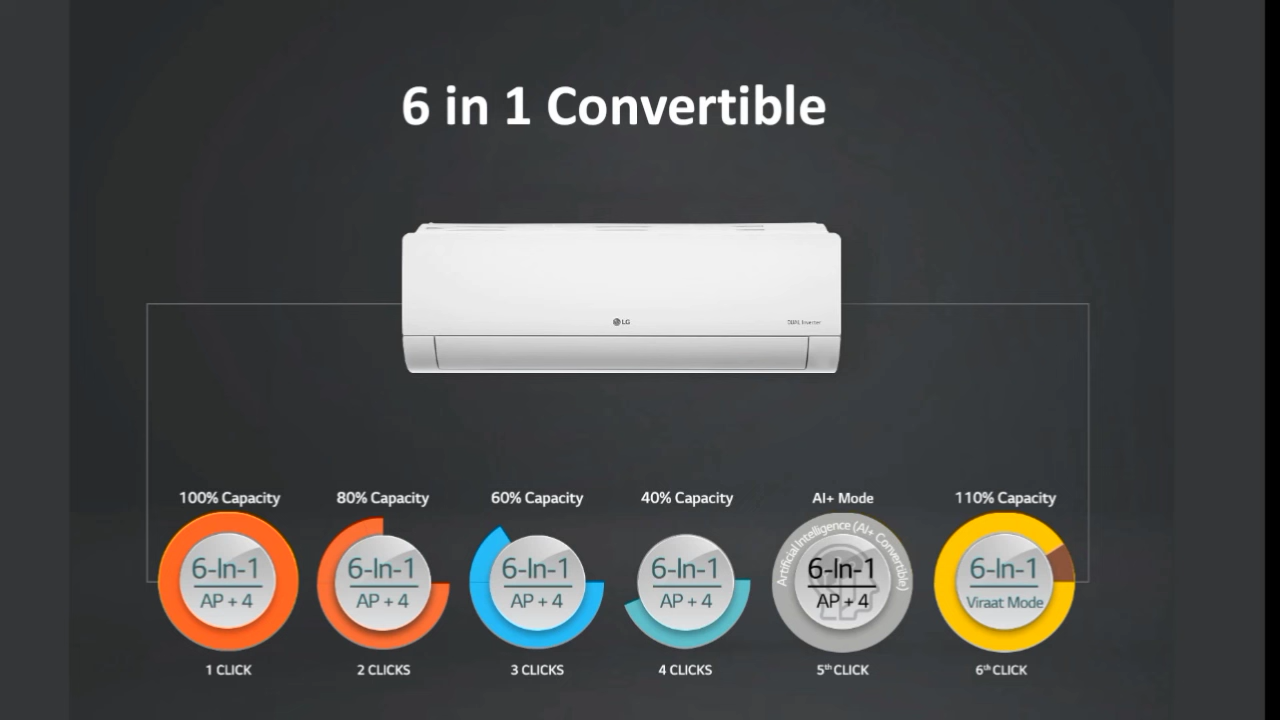 6 in 1 Convertible
LG
DUAL Inverter
100% Capacity
80% Capacity
60% Capacity
40% Capacity
AI+ Mode
110% Capacity
Artificial Intelligence (AI+ Convertible)
6-In-1
AP + 4
6-In-1
AP + 4
6-In-1
AP + 4
6-In-1
AP + 4
6-In-1
AP + 4
6-In-1
Viraat Mode
1 CLICK
2 CLICKS
3 CLICKS
4 CLICKS
5th CLICK
6th CLICK